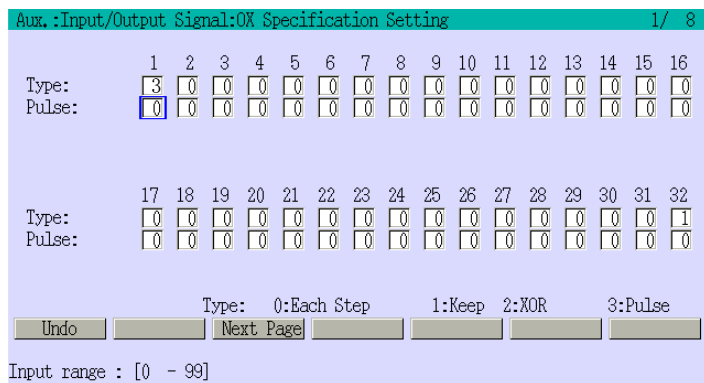 Aux.:Input/Output Signal:OX Specification Setting 1/ 8
1 2 3 4 5 6 7 8 9 10 11 12 13 14 15 16
Type: 3 0 0 0 0 0 0 0 0 0 0 0 0 0 0 0
Pulse: 0 0 0 0 0 0 0 0 0 0 0 0 0 0 0 0
17 18 19 20 21 22 23 24 25 26 27 28 29 30 31 32
Type: 0 0 0 0 0 0 0 0 0 0 0 0 0 0 0 1
Pulse: 0 0 0 0 0 0 0 0 0 0 0 0 0 0 0 0
Type: 0:Each Step 1:Keep 2:XOR 3:Pulse
Undo Next Page
Input range : [0 - 99]